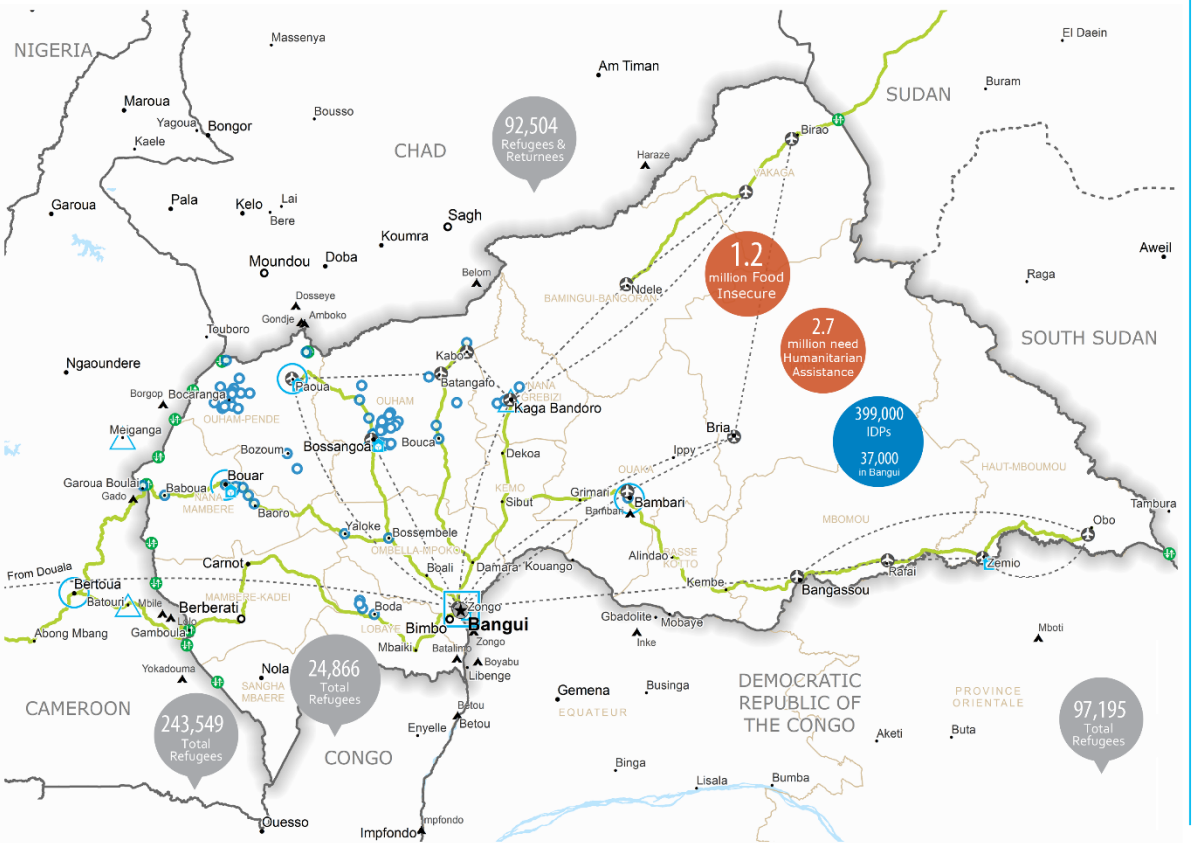 NIGERIA
Massenya
El Daein
Am Timan
Buram
SUDAN
Maroua
Yagoua
Bongor
Kaele
Bousso
92,504
Refugees &
Returnees
CHAD
Birao
Haraze
VAKAGA
Garoua
Pala
Kelo
Lai
Bere
Sagh
Koumra
Aweil
Doba
Moundou
Belom
Raga
1.2
million Food
Insecure
Ndele
BAMINGUI-BANGORAN
Dosseye
Gondje
Amboko
Touboro
2.7
million need
Humanitarian
Assistance
SOUTH SUDAN
Ngaoundere
Kabo
Borgop
Bocaranga
Paoua
Batangafo
NANA
GREBIZI
Kaga Bandoro
OUHAM
OUHAM-PENDE
399,000
IDPs
37,000
in Bangui
Meiganga
Bozoum
Bossangoa
Bouca
Bria
Dekoa
Ippy
HAUT-MBOUMOU
OUAKA
Garoua Boulai
Gado
Baboua
Bouar
NANA
MAMBERE
Baoro
KEMO
Sibut
Grimari
Bambari
Bambari
Tambura
MBOMOU
Obo
Yaloke
Bossembele
OMBELLA-MPOKO
Alindao
BASSE
KOTTO
Zemio
Rafai
From Douala
Bertoua
Carnot
Boali
Damara
Kouango
Kembe
Bangassou
Batouri
Mbile
Lolo
Berberati
MAMBERE-KADEI
Boda
LOBAYE
Zongo
Bimbo
Bangui
Gbadolite
Mobaye
Mboti
Abong Mbang
Gamboula
Mbaiki
Batalimo
Zongo
Boyabu
Libenge
Inke
Yokadouma
Nola
SANGHA
MBAERE
24,866
Total
Refugees
Gemena
Businga
DEMOCRATIC
REPUBLIC OF
THE CONGO
PROVINCE
ORIENTALE
CAMEROON
243,549
Total
Refugees
EQUATEUR
Betou
Betou
Enyelle
97,195
Total
Refugees
Aketi
Buta
CONGO
Binga
Lisala
Bumba
Ouesso
Impfondo
Impfondo